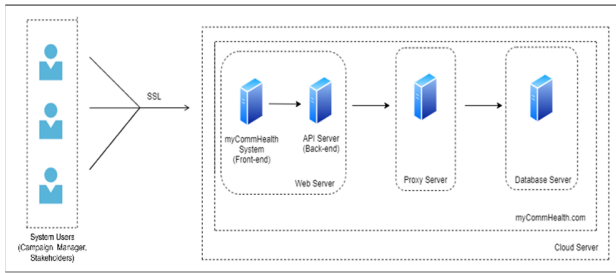 SSL
myCommHealth
System
(Front-end)
API Server
(Back-end)
Web Server
Proxy Server
Database Server
myCommHealth.com
Cloud Server
System Users
(Campaign Manager,
Stakeholders)